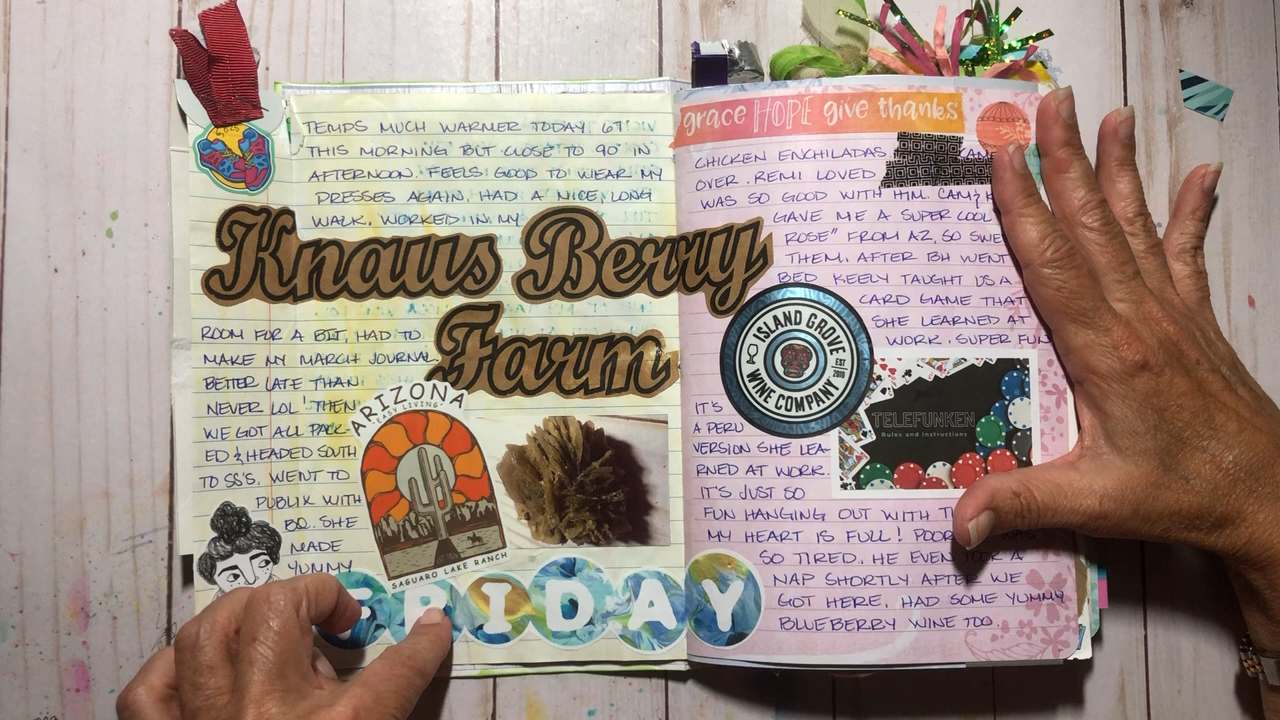 TEMPS MUCH WARMER TODAY 67
THIS MORNING BUT CLOSE TO 90 IN
AFTERNOON. FEELS GOOD TO WEAR MY
PRESSES AGAIN. HAD A NICE, LONG
WALK. WORKED IN MY
Knaus Berry
Farm
ROOM FOR A BIT, HAD TO
MAKE MY MARCH JOURNAL
BETTER LATE THAN
NEVER LOL! THEN
WE GOT ALL PACK-
ED & HEADED SOUTH
TO SS'S. WENT TO
PUBLIX WITH
BQ. SHE
MADE
YUMMY
ARIZONA
"EASY LIVING"
SAGUARO LAKE RANCH
FRIDAY
grace HOPE give thanks
CHICKEN ENCHILADAS CAME
OVER. REMI LOVED
WAS SO GOOD WITH HIM. CAM &
GAVE ME A SUPER COOL
ROSE" FROM AZ, SO SWE
THEM. AFTER BH WENT
BED KEELY TAUGHT US A
CARD GAME THAT
SHE LEARNED AT
WORK. SUPER FUN
ISLAND GROVE
EST 2010
WINE COMPANY
TELEFUNKEN
Rules and Instructions
IT'S
A PERU
VERSION SHE LEA-
RNED AT WORK.
IT'S JUST SO
FUN HANGING OUT WITH
MY HEART IS FULL! POOR WAS
SO TIRED. HE EVEN TOOK A
NAP SHORTLY AFTER WE
GOT HERE. HAD SOME YUMMY
BLUEBERRY WINE TOO